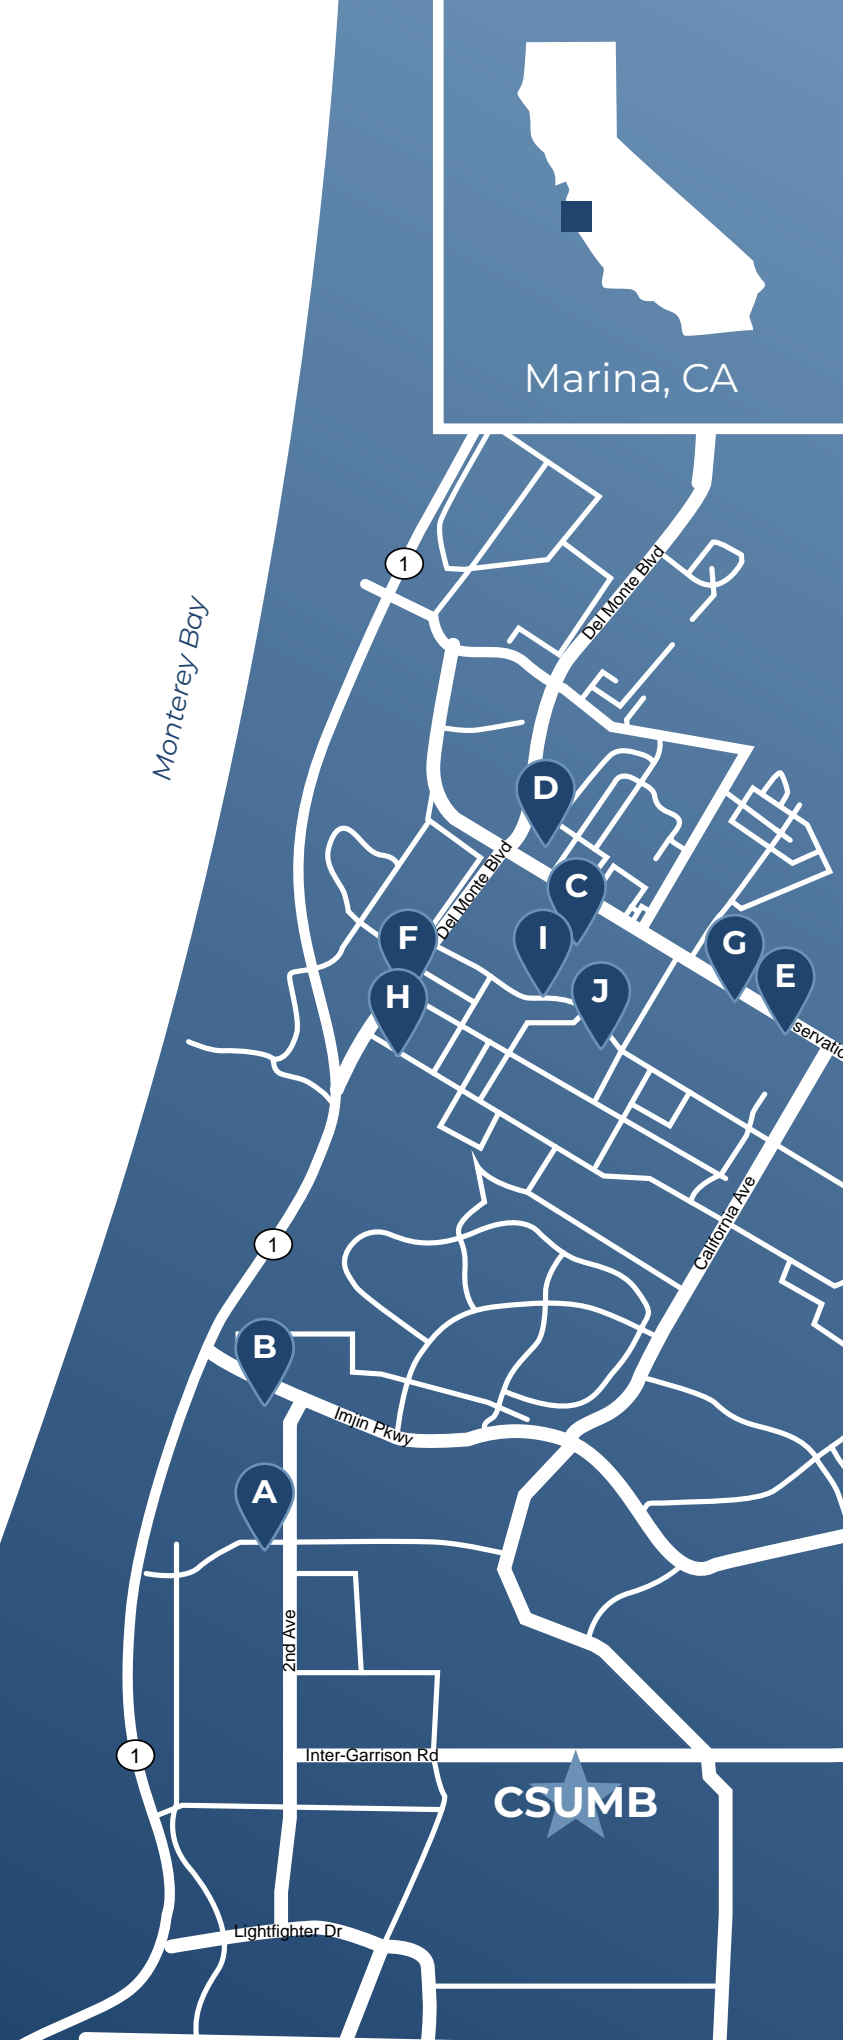 Marina, CA
1
Del Monte Blvd
Monterey Bay
D
Del Monte Blvd
C
F
I
G
E
H
J
servatio
California Ave
1
B
Imjin Pkwy
A
2nd Ave
1
Inter-Garrison Rd
CSUMB
Lightfighter Dr